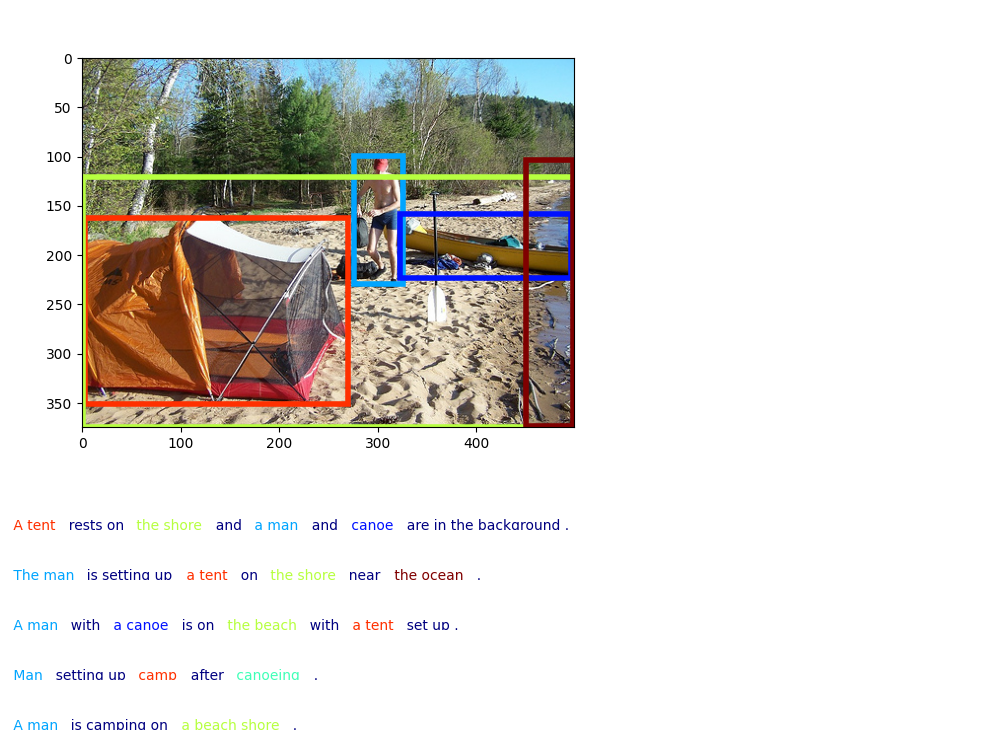 0
50
100
150
200
250
300
350
0 100 200 300 400
A tent rests on the shore and a man and canoe are in the background .
The man is setting up a tent on the shore near the ocean .
A man with a canoe is on the beach with a tent set up .
Man setting up camp after canoeing .
A man is camping on a beach shore .